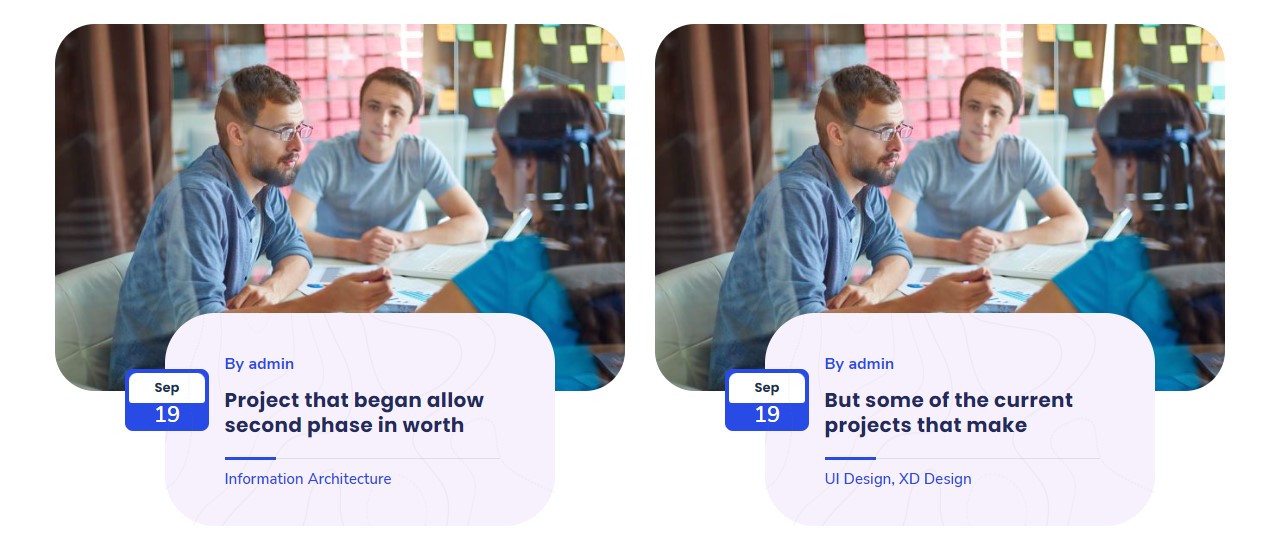 By admin
Sep
19
Project that began allow
second phase in worth
Information Architecture
By admin
Sep
19
But some of the current
projects that make
UI Design, XD Design